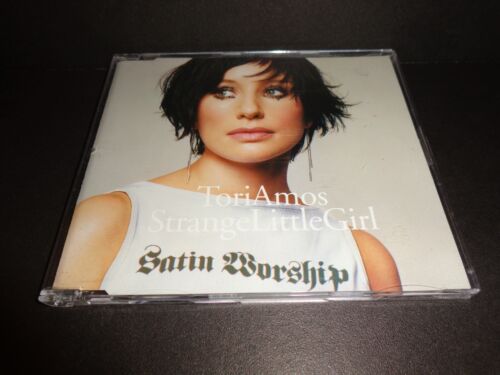 ToriAmos
StrangeLittleGirl
Satin Worship